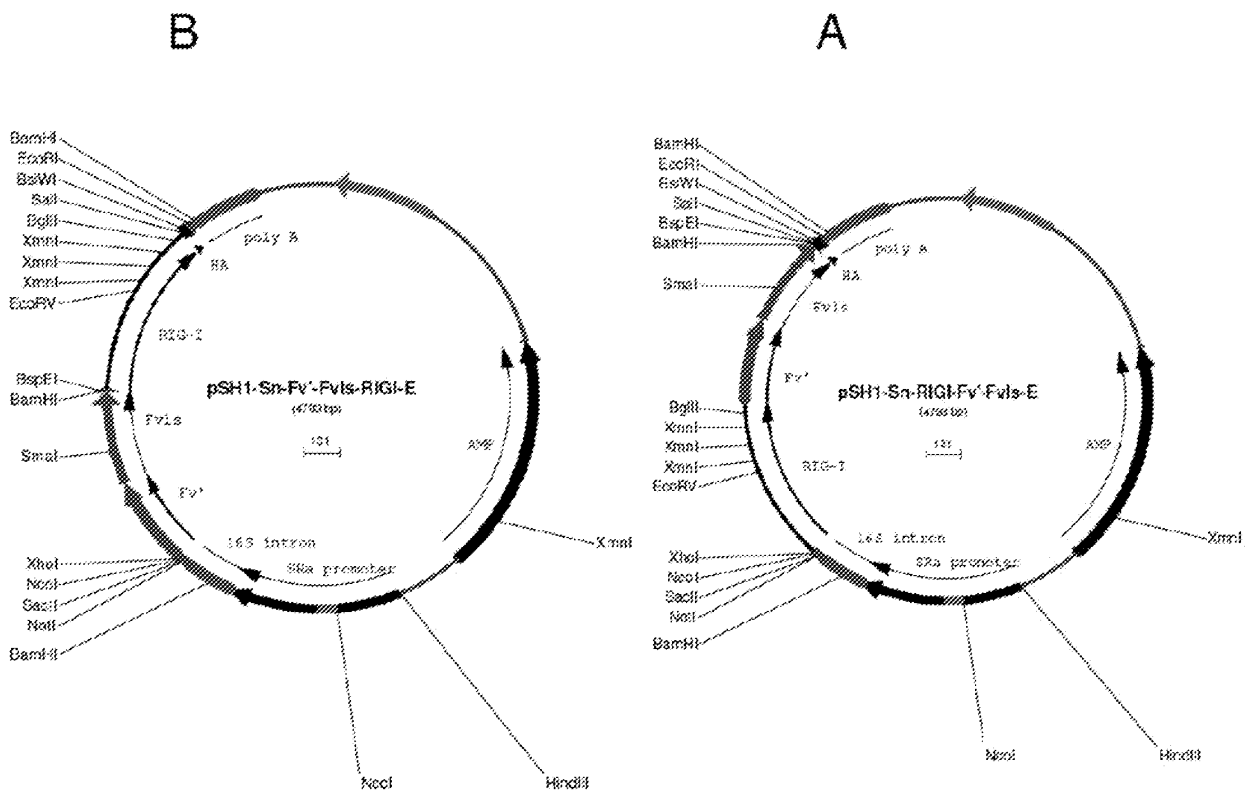 B
BamHI
EcoRI
BsiWI
SalI
BglII
XmnI
XmnI
XmnI
EcoRV
BspEI
BamHI
SmaI
XhoI
NcoI
SacII
NotI
BamHI
NcoI
HindIII
XmnI
poly A
HA
RIG-I
Fvls
Fv'
16S intron
SRa promoter
AMP
pSH1-Sn-Fv'-Fvls-RIGI-E
A
BamHI
EcoRI
BsiWI
SalI
BspEI
BamHI
SmaI
BglII
XmnI
XmnI
XmnI
EcoRV
XhoI
NcoI
SacII
NotI
BamHI
NcoI
HindIII
XmnI
poly A
HA
Fvls
Fv'
RIG-I
16S intron
SRa promoter
AMP
pSH1-Sn-RIGI-Fv'-Fvls-E